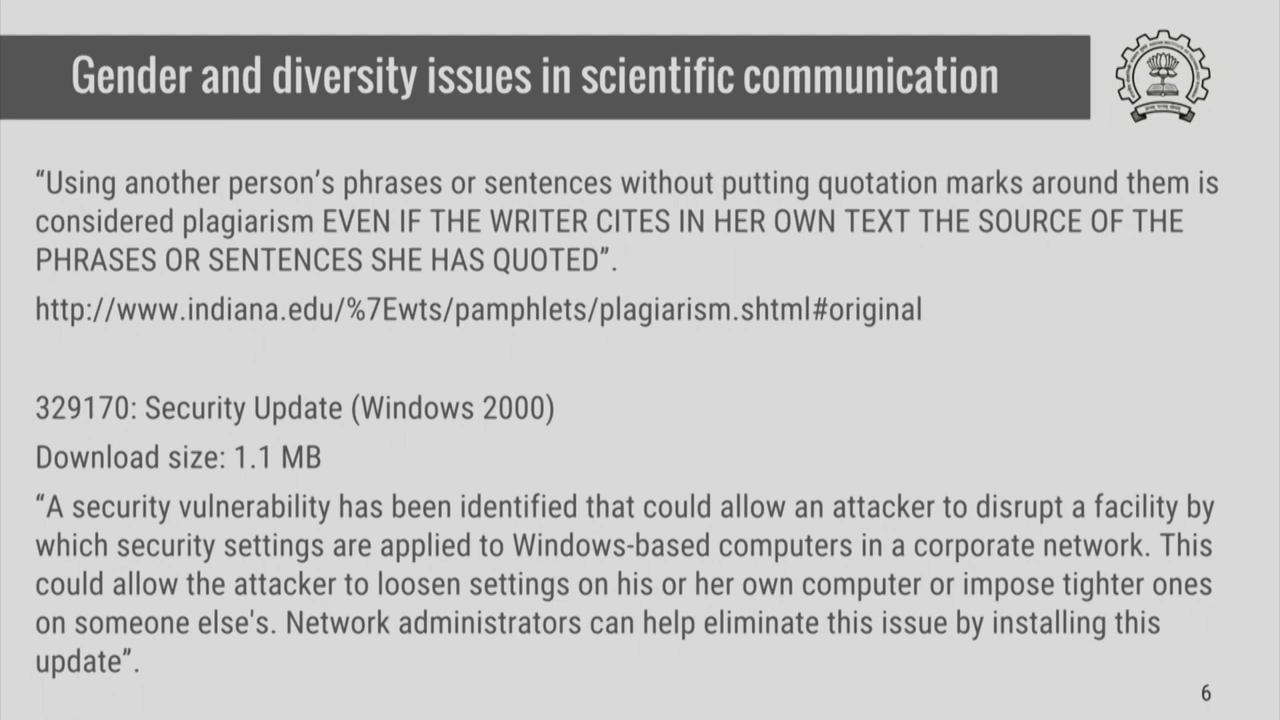 Gender and diversity issues in scientific communication
“Using another person’s phrases or sentences without putting quotation marks around them is
considered plagiarism EVEN IF THE WRITER CITES IN HER OWN TEXT THE SOURCE OF THE
PHRASES OR SENTENCES SHE HAS QUOTED”.
http://www.indiana.edu/%7Ewts/pamphlets/plagiarism.shtml#original
329170: Security Update (Windows 2000)
Download size: 1.1 MB
“A security vulnerability has been identified that could allow an attacker to disrupt a facility by
which security settings are applied to Windows-based computers in a corporate network. This
could allow the attacker to loosen settings on his or her own computer or impose tighter ones
on someone else's. Network administrators can help eliminate this issue by installing this
update”.
6